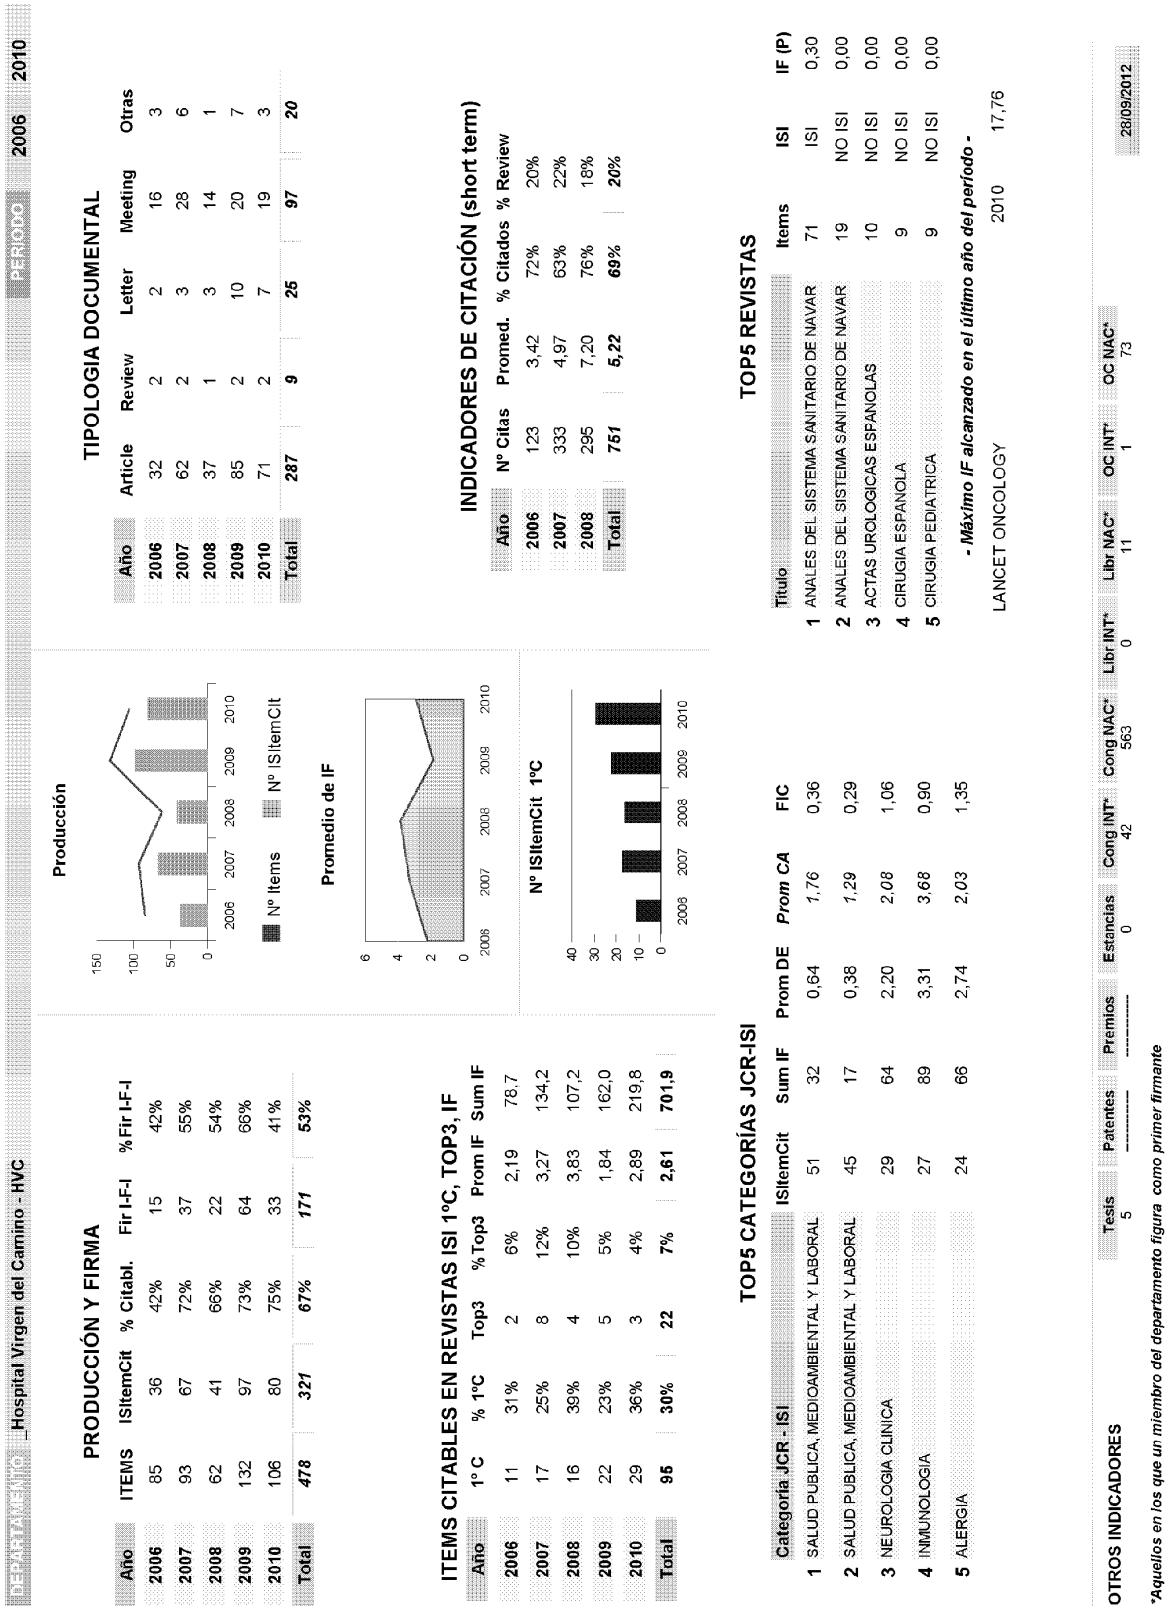 DEPARTAMENTO _Hospital Virgen del Camino - HVC PERÍODO 2006 2010
PRODUCCIÓN Y FIRMA
Año ITEMS ISItemCit % Citabl. Fir I-F-I %Fir I-F-I
2006 85 36 42% 15 42%
2007 93 67 72% 37 55%
2008 62 41 66% 22 54%
2009 132 97 73% 64 66%
2010 106 80 75% 33 41%
Total 478 321 67% 171 53%
Producción
150
100
50
0
2006 2007 2008 2009 2010
Nº Items Nº ISItemCit
TIPOLOGIA DOCUMENTAL
Año Article Review Letter Meeting Otras
2006 32 2 2 16 3
2007 62 2 3 28 6
2008 37 1 3 14 1
2009 85 2 10 20 7
2010 71 2 7 19 3
Total 287 9 25 97 20
ITEMS CITABLES EN REVISTAS ISI 1ºC, TOP3, IF
Año 1º C % 1ºC Top3 %Top3 Prom IF Sum IF
2006 11 31% 2 6% 2,19 78,7
2007 17 25% 8 12% 3,27 134,2
2008 16 39% 4 10% 3,83 107,2
2009 22 23% 5 5% 1,84 162,0
2010 29 36% 3 4% 2,89 219,8
Total 95 30% 22 7% 2,61 701,9
Promedio de IF
6
4
2
0
2006 2007 2008 2009 2010
Nº ISItemCit 1ºC
40
30
20
10
0
2006 2007 2008 2009 2010
INDICADORES DE CITACIÓN (short term)
Año Nº Citas Promed. % Citados % Review
2006 123 3,42 72% 20%
2007 333 4,97 63% 22%
2008 295 7,20 76% 18%
Total 751 5,22 69% 20%
TOP5 CATEGORÍAS JCR-ISI
Categoría JCR - ISI ISItemCit Sum IF Prom DE Prom CA FIC
1 SALUD PUBLICA, MEDIOAMBIENTAL Y LABORAL 51 32 0,64 1,76 0,36
2 SALUD PUBLICA, MEDIOAMBIENTAL Y LABORAL 45 17 0,38 1,29 0,29
3 NEUROLOGIA CLINICA 29 64 2,20 2,08 1,06
4 INMUNOLOGIA 27 89 3,31 3,68 0,90
5 ALERGIA 24 66 2,74 2,03 1,35
TOP5 REVISTAS
Título Items ISI IF (P)
1 ANALES DEL SISTEMA SANITARIO DE NAVAR 71 ISI 0,30
2 ANALES DEL SISTEMA SANITARIO DE NAVAR 19 NO ISI 0,00
3 ACTAS UROLOGICAS ESPANOLAS 10 NO ISI 0,00
4 CIRUGIA ESPANOLA 9 NO ISI 0,00
5 CIRUGIA PEDIATRICA 9 NO ISI 0,00
- Máximo IF alcanzado en el último año del período -
LANCET ONCOLOGY 2010 17,76
OTROS INDICADORES
Tesis Patentes Premios Estancias Cong INT* Cong NAC* Libr INT* Libr NAC* OC INT* OC NAC*
5 ---------- ---------- 0 42 563 0 11 1 73
28/09/2012
*Aquellos en los que un miembro del departamento figura como primer firmante